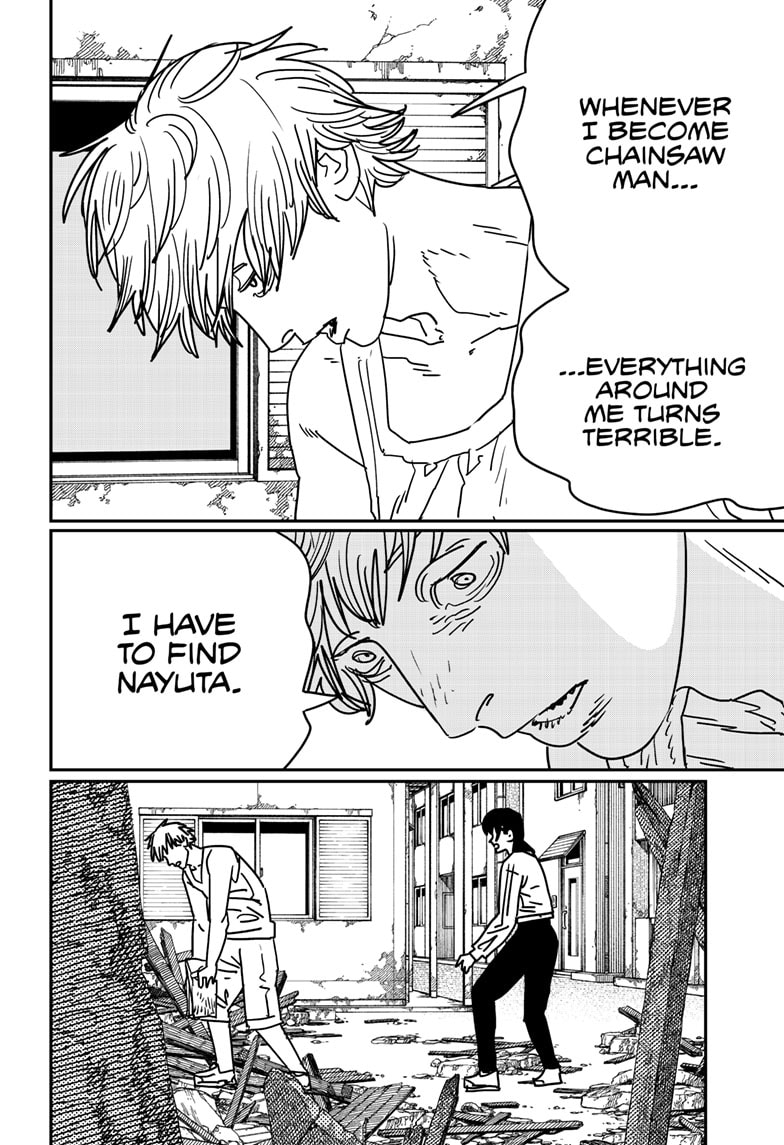 WHENEVER
I BECOME
CHAINSAW
MAN...
...EVERYTHING
AROUND
ME TURNS
TERRIBLE.
I HAVE
TO FIND
NAYUTA.